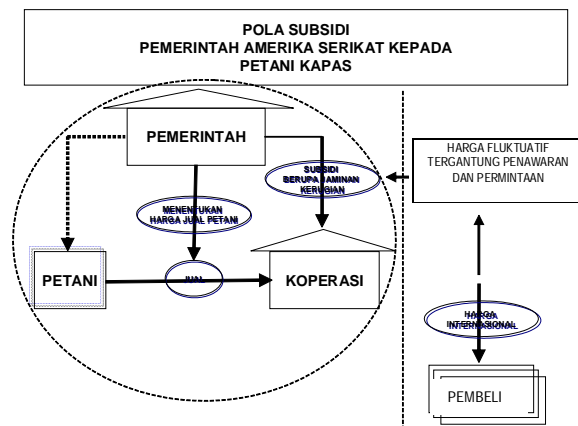 POLA SUBSIDI
PEMERINTAH AMERIKA SERIKAT KEPADA
PETANI KAPAS
PEMERINTAH
HARGA FLUKTUATIF
TERGANTUNG PENAWARAN
DAN PERMINTAAN
SUBSIDI
BERUPA JAMINAN
KERUGIAN
MENENTUKAN
HARGA JUAL PETANI
PETANI
JUAL
KOPERASI
HARGA
INTERNASIONAL
PEMBELI